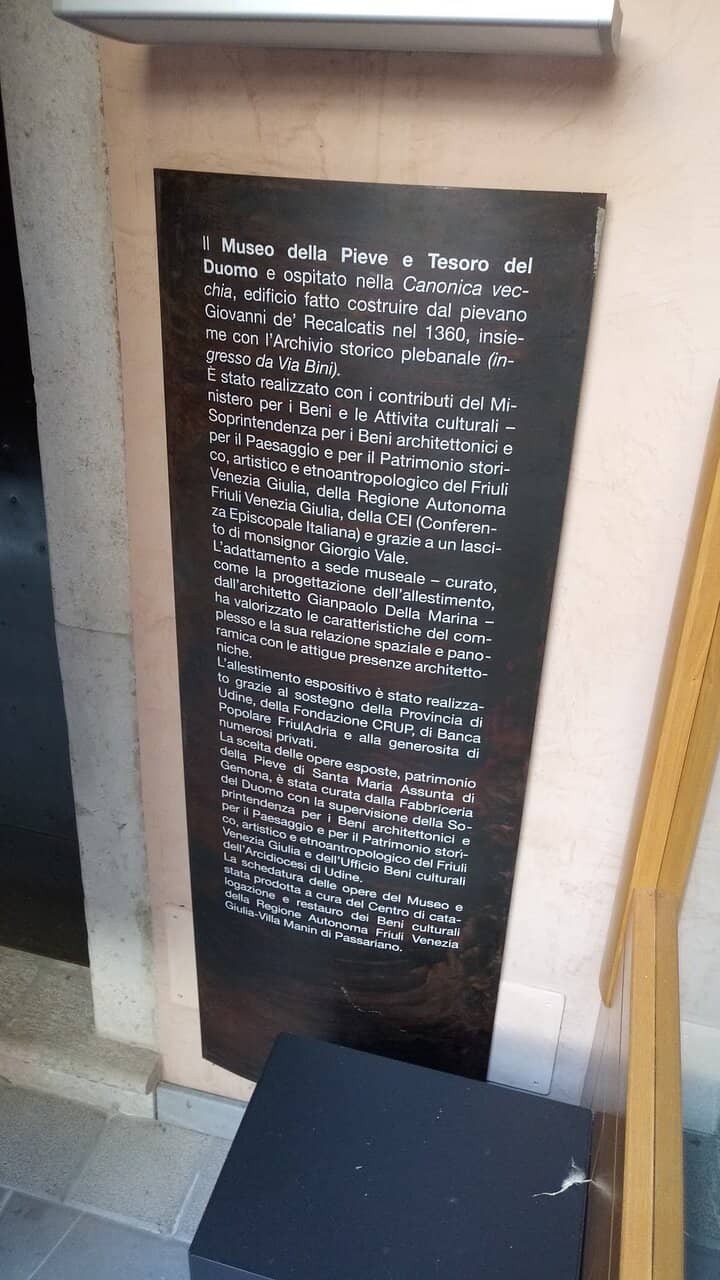 Il Museo della Pieve e Tesoro del
Duomo e ospitato nella Canonica vec-
chia, edificio fatto costruire dal pievano
Giovanni de' Recalcatis nel 1360, insie-
me con l'Archivio storico plebanale (in-
gresso da Via Bini).
È stato realizzato con i contributi del Mi-
nistero per i Beni e le Attivita culturali –
Soprintendenza per i Beni architettonici e
per il Paesaggio e per il Patrimonio stori-
co, artistico e etnoantropologico del Friuli
Venezia Giulia, della Regione Autonoma
Friuli Venezia Giulia, della CEI (Conferen-
za Episcopale Italiana) e grazie a un lasci-
to di monsignor Giorgio Vale.
L'adattamento a sede museale – curato,
come la progettazione dell'allestimento,
dall'architetto Gianpaolo Della Marina –
ha valorizzato le caratteristiche del com-
plesso e la sua relazione spaziale e pano-
ramica con le attigue presenze architetto-
niche.
L'allestimento espositivo è stato realizza-
to grazie al sostegno della Provincia di
Udine, della Fondazione CRUP, di Banca
Popolare FriulAdria e alla generosita di
numerosi privati.
La scelta delle opere esposte, patrimonio
della Pieve di Santa Maria Assunta di
Gemona, è stata curata dalla Fabbriceria
del Duomo con la supervisione della So-
printendenza per i Beni architettonici e
per il Paesaggio e per il Patrimonio stori-
co, artistico e etnoantropologico del Friuli
Venezia Giulia e dell'Ufficio Beni culturali
dell'Arcidiocesi di Udine.
La schedatura delle opere del Museo e
stata prodotta a cura del Centro di cata-
logazione e restauro dei Beni culturali
della Regione Autonoma Friuli Venezia
Giulia-Villa Manin di Passariano.